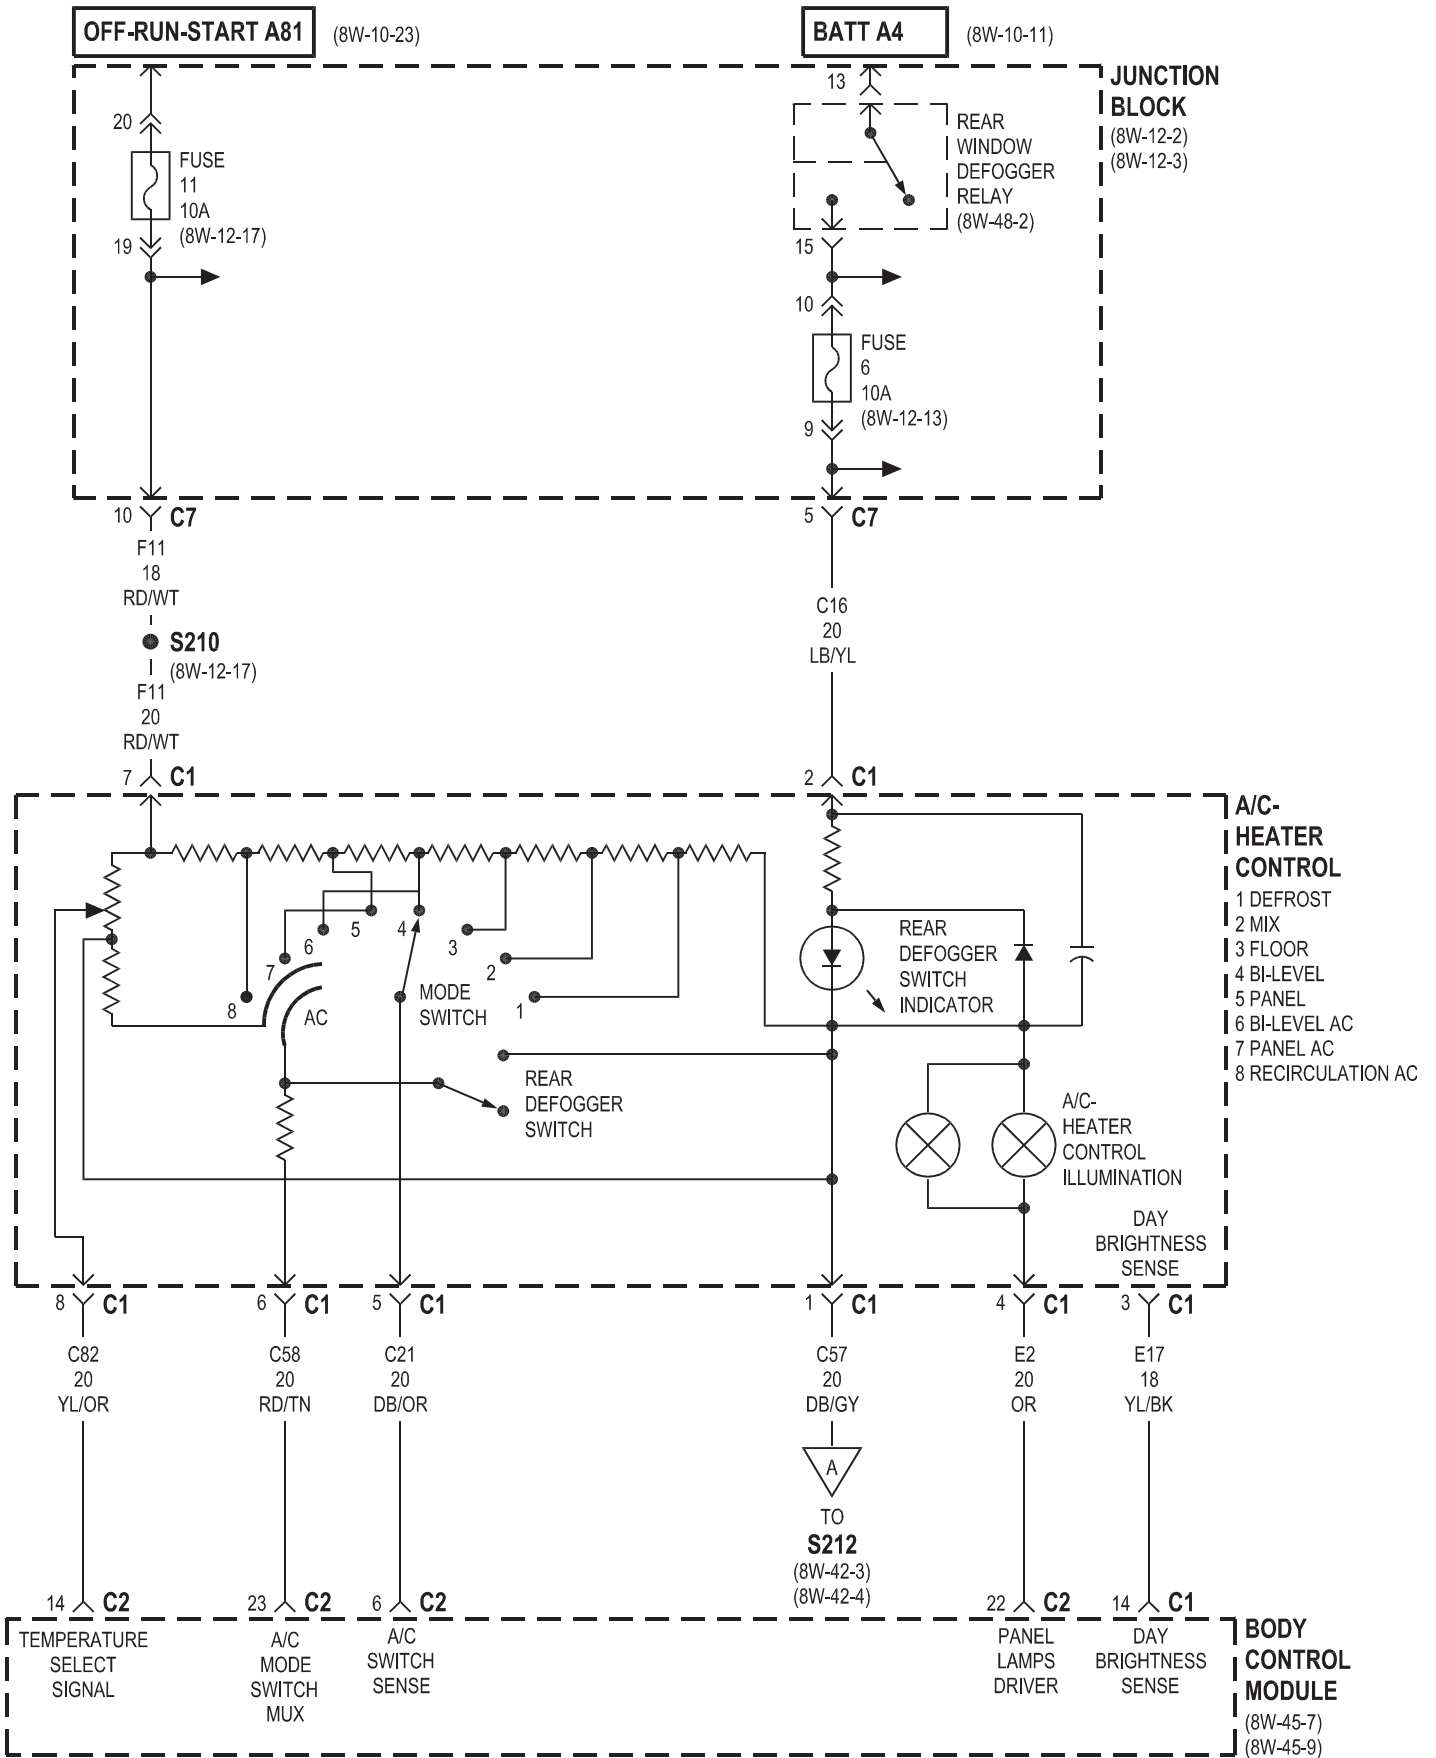 OFF-RUN-START A81
(8W-10-23)
BATT A4
(8W-10-11)
JUNCTION
BLOCK
(8W-12-2)
(8W-12-3)
20
FUSE
11
10A
(8W-12-17)
19
13
REAR
WINDOW
DEFOGGER
RELAY
(8W-48-2)
15
10
FUSE
6
10A
(8W-12-13)
9
10
C7
5
C7
F11
18
RD/WT
S210
(8W-12-17)
F11
20
RD/WT
C16
20
LB/YL
7
C1
2
C1
A/C-
HEATER
CONTROL
1 DEFROST
2 MIX
3 FLOOR
4 BI-LEVEL
5 PANEL
6 BI-LEVEL AC
7 PANEL AC
8 RECIRCULATION AC
8
7
6
5
4
3
2
1
AC
MODE
SWITCH
REAR
DEFOGGER
SWITCH
INDICATOR
REAR
DEFOGGER
SWITCH
A/C-
HEATER
CONTROL
ILLUMINATION
DAY
BRIGHTNESS
SENSE
8
C1
6
C1
5
C1
1
C1
4
C1
3
C1
C82
20
YL/OR
C58
20
RD/TN
C21
20
DB/OR
C57
20
DB/GY
E2
20
OR
E17
18
YL/BK
A
TO
S212
(8W-42-3)
(8W-42-4)
14
C2
23
C2
6
C2
22
C2
14
C1
TEMPERATURE
SELECT
SIGNAL
A/C
MODE
SWITCH
MUX
A/C
SWITCH
SENSE
PANEL
LAMPS
DRIVER
DAY
BRIGHTNESS
SENSE
BODY
CONTROL
MODULE
(8W-45-7)
(8W-45-9)